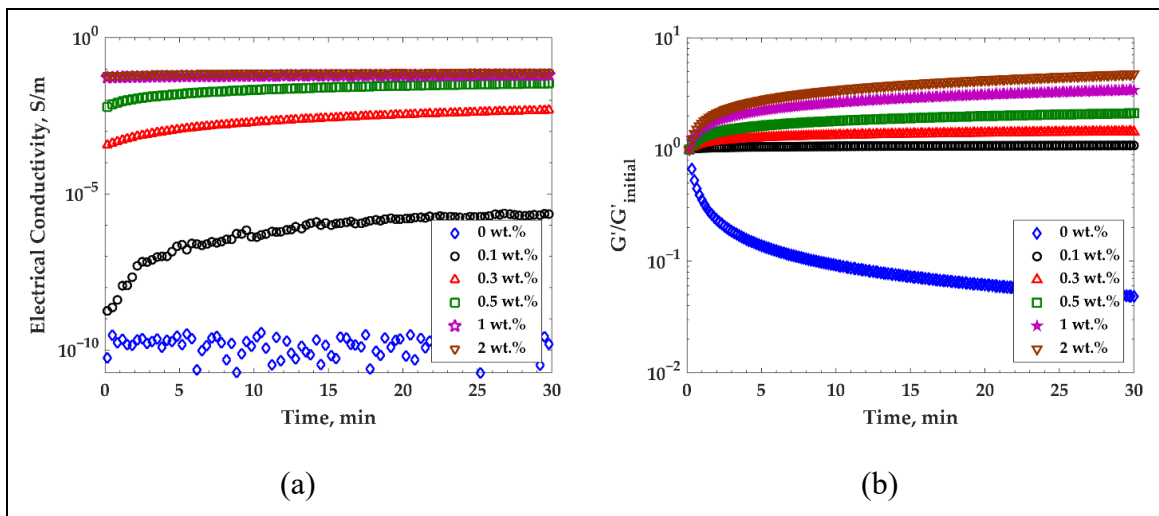 10^0
10^-5
10^-10
Electrical Conductivity, S/m
0 wt.%
0.1 wt.%
0.3 wt.%
0.5 wt.%
1 wt.%
2 wt.%
0 5 10 15 20 25 30
Time, min
(a)
10^1
10^0
10^-1
10^-2
G'/G'initial
0 wt.%
0.1 wt.%
0.3 wt.%
0.5 wt.%
1 wt.%
2 wt.%
0 5 10 15 20 25 30
Time, min
(b)